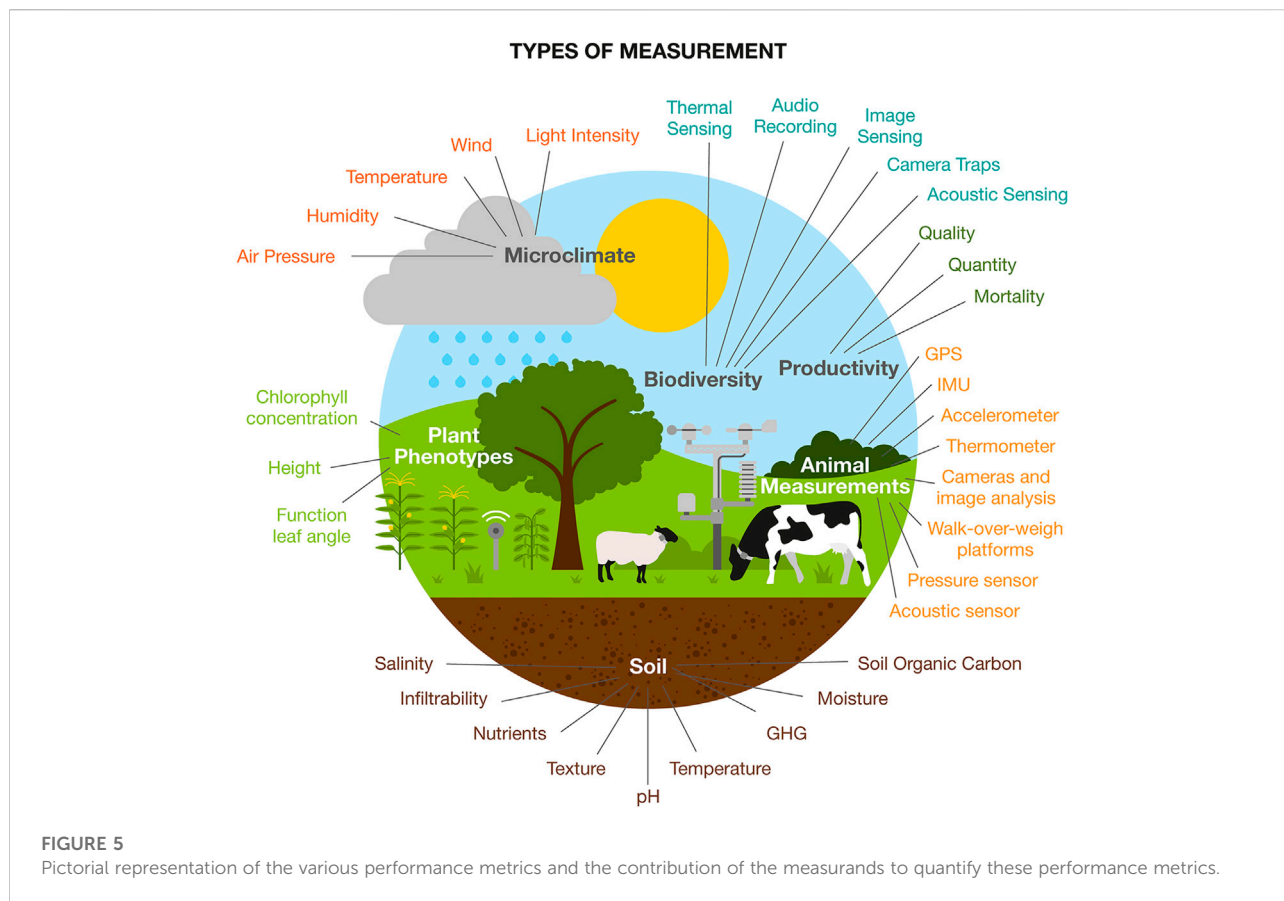 TYPES OF MEASUREMENT
Thermal
Sensing
Audio
Recording
Image
Sensing
Camera Traps
Acoustic Sensing
Light Intensity
Wind
Temperature
Humidity
Air Pressure
Microclimate
Quality
Quantity
Mortality
Productivity
Biodiversity
GPS
IMU
Accelerometer
Thermometer
Cameras and
image analysis
Walk-over-weigh
platforms
Pressure sensor
Acoustic sensor
Animal
Measurements
Chlorophyll
concentration
Height
Function
leaf angle
Plant
Phenotypes
Soil
Salinity
Infiltrability
Nutrients
Texture
pH
Temperature
GHG
Moisture
Soil Organic Carbon
FIGURE 5
Pictorial representation of the various performance metrics and the contribution of the measurands to quantify these performance metrics.